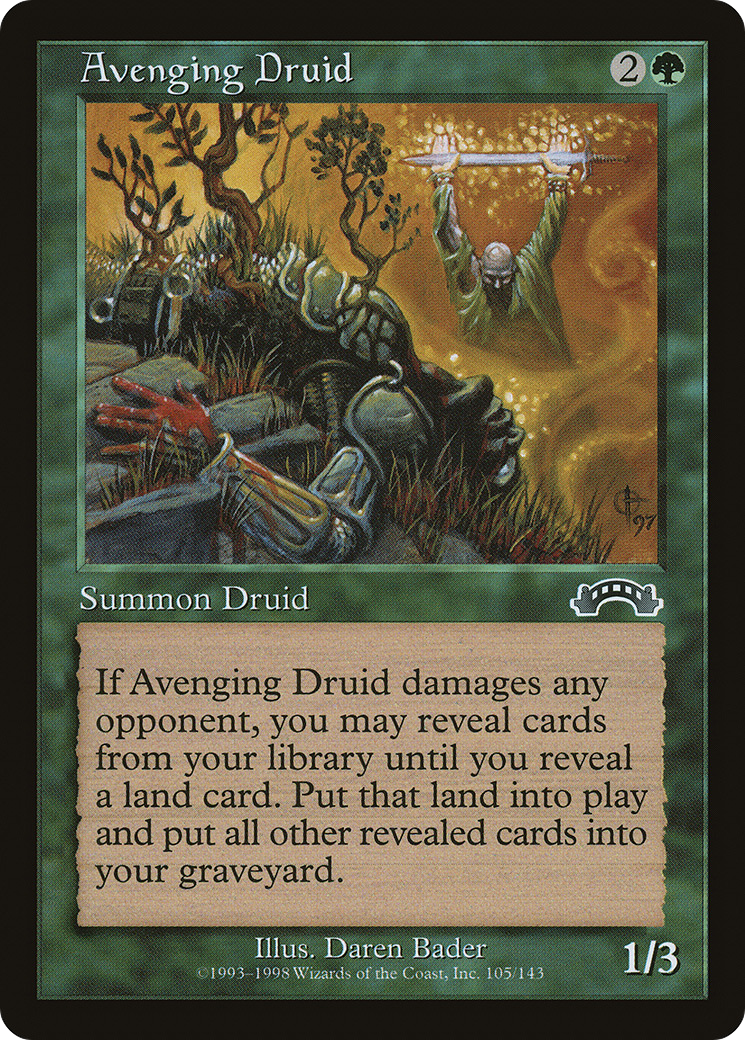 Avenging Druid 2
Summon Druid
If Avenging Druid damages any
opponent, you may reveal cards
from your library until you reveal
a land card. Put that land into play
and put all other revealed cards into
your graveyard.
Illus. Daren Bader
©1993–1998 Wizards of the Coast, Inc. 105/143
1/3